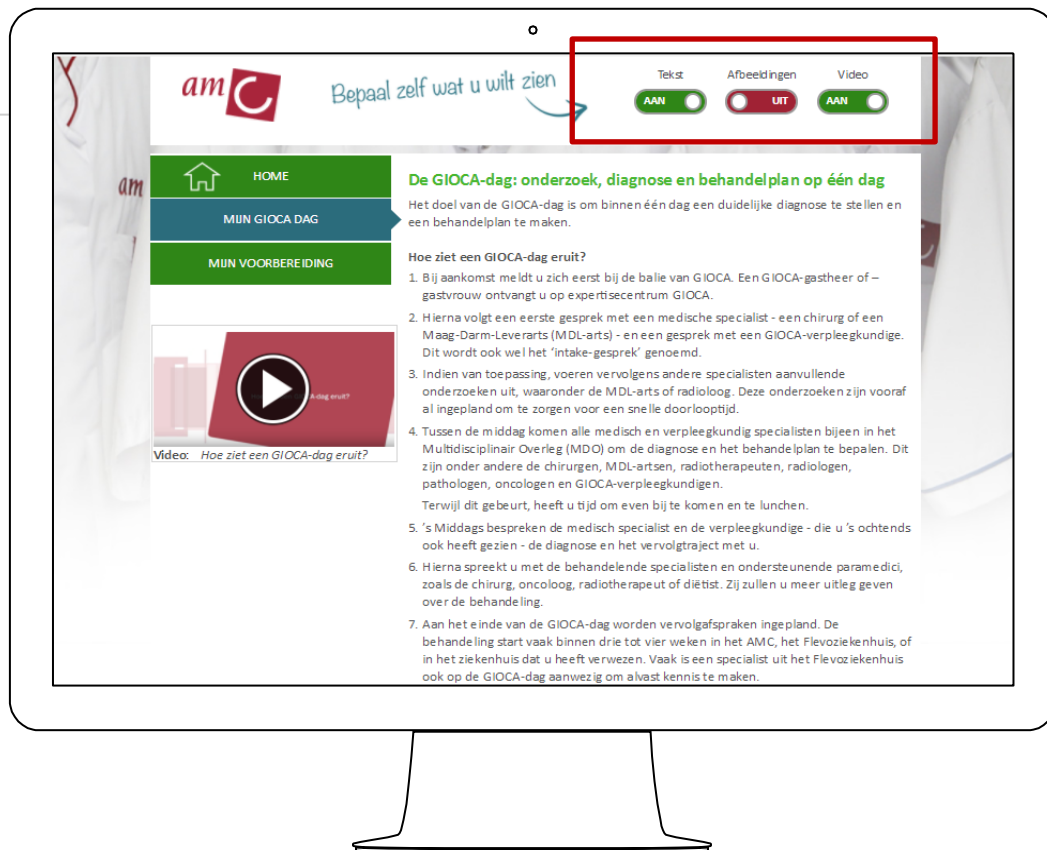 amC
Bepaal zelf wat u wilt zien
Tekst
Afbeeldingen
Video
AAN
UIT
AAN
am
HOME
MIJN GIOCA DAG
MIJN VOORBEREIDING
A-dag eruit?
Video: Hoe ziet een GIOCA-dag eruit?
De GIOCA-dag: onderzoek, diagnose en behandelplan op één dag
Het doel van de GIOCA-dag is om binnen één dag een duidelijke diagnose te stellen en
een behandelplan te maken.
Hoe ziet een GIOCA-dag eruit?
1. Bij aankomst meldt u zich eerst bij de balie van GIOCA. Een GIOCA-gastheer of –
gastvrouw ontvangt u op expertisecentrum GIOCA.
2. Hierna volgt een eerste gesprek met een medische specialist - een chirurg of een
Maag-Darm-Leverarts (MDL-arts) - en een gesprek met een GIOCA-verpleegkundige.
Dit wordt ook wel het ‘intake-gesprek’ genoemd.
3. Indien van toepassing, voeren vervolgens andere specialisten aanvullende
onderzoeken uit, waaronder de MDL-arts of radioloog. Deze onderzoeken zijn vooraf
al ingepland om te zorgen voor een snelle doorlooptijd.
4. Tussen de middag komen alle medisch en verpleegkundig specialisten bijeen in het
Multidisciplinair Overleg (MDO) om de diagnose en het behandelplan te bepalen. Dit
zijn onder andere de chirurgen, MDL-artsen, radiotherapeuten, radiologen,
pathologen, oncologen en GIOCA-verpleegkundigen.
Terwijl dit gebeurt, heeft u tijd om even bij te komen en te lunchen.
5. ’s Middags bespreken de medisch specialist en de verpleegkundige - die u ’s ochtends
ook heeft gezien - de diagnose en het vervolgtraject met u.
6. Hierna spreekt u met de behandelende specialisten en ondersteunende paramedici,
zoals de chirurg, oncoloog, radiotherapeut of diëtist. Zij zullen u meer uitleg geven
over de behandeling.
7. Aan het einde van de GIOCA-dag worden vervolgafspraken ingepland. De
behandeling start vaak binnen drie tot vier weken in het AMC, het Flevoziekenhuis, of
in het ziekenhuis dat u heeft verwezen. Vaak is een specialist uit het Flevoziekenhuis
ook op de GIOCA-dag aanwezig om alvast kennis te maken.